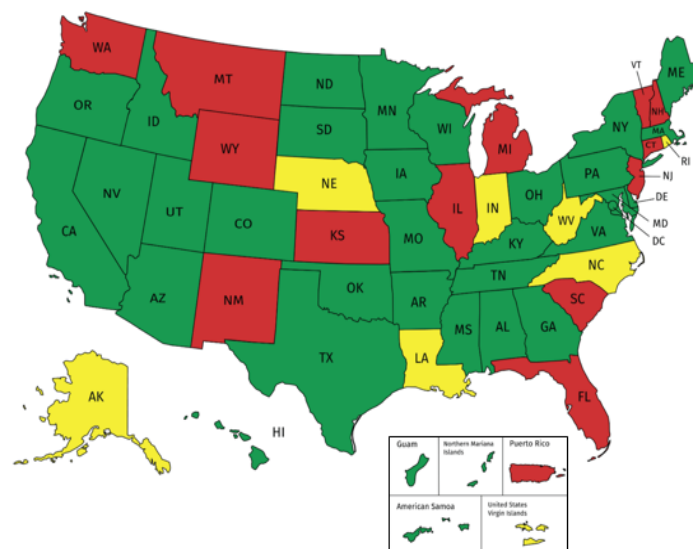 WA
MT
ND
MN
VT
ME
OR
ID
SD
WI
NY
NH
MA
WY
MI
CT
RI
NE
IA
PA
NJ
NV
IL
IN
OH
DE
UT
CO
WV
MD
CA
KS
MO
KY
VA
DC
NC
TN
AZ
NM
OK
AR
SC
MS
AL
GA
TX
LA
AK
FL
HI
Guam
Northern Mariana
Islands
Puerto Rico
American Samoa
United States
Virgin Islands